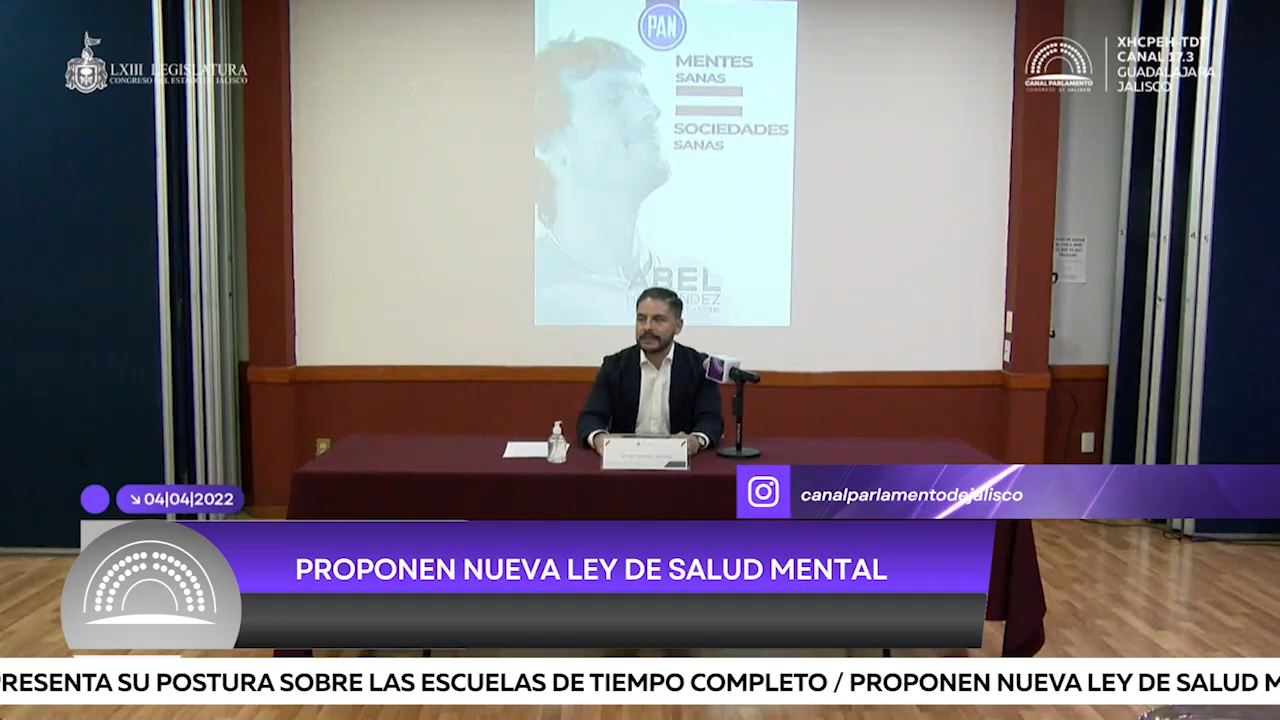 LXIII LEGISLATURA
CONGRESO DEL ESTADO DE JALISCO
PAN
MENTES
SANAS
SOCIEDADES
SANAS
ABEL
CANAL PARLAMENTO
CONGRESO DE JALISCO
XHCPEH-TDT
CANAL 17.3
GUADALAJARA
JALISCO
04|04|2022
canalparlamentodejalisco
PROPONEN NUEVA LEY DE SALUD MENTAL
PRESENTA SU POSTURA SOBRE LAS ESCUELAS DE TIEMPO COMPLETO / PROPONEN NUEVA LEY DE SALUD M